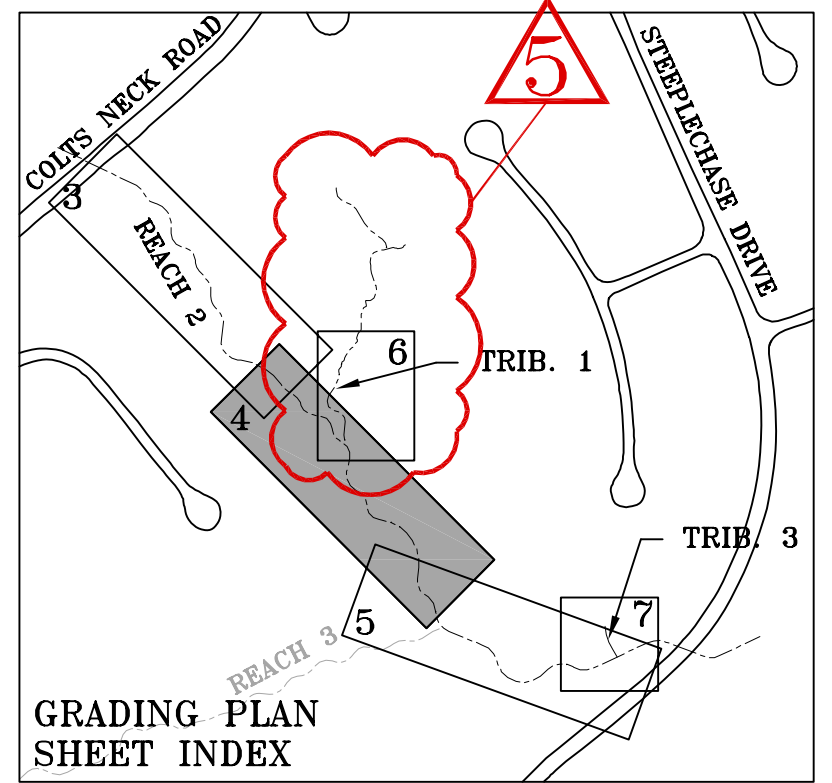 5
COLTS NECK ROAD
STEEPLECHASE DRIVE
3
REACH 2
6
TRIB. 1
4
TRIB. 3
7
5
REACH 3
GRADING PLAN
SHEET INDEX